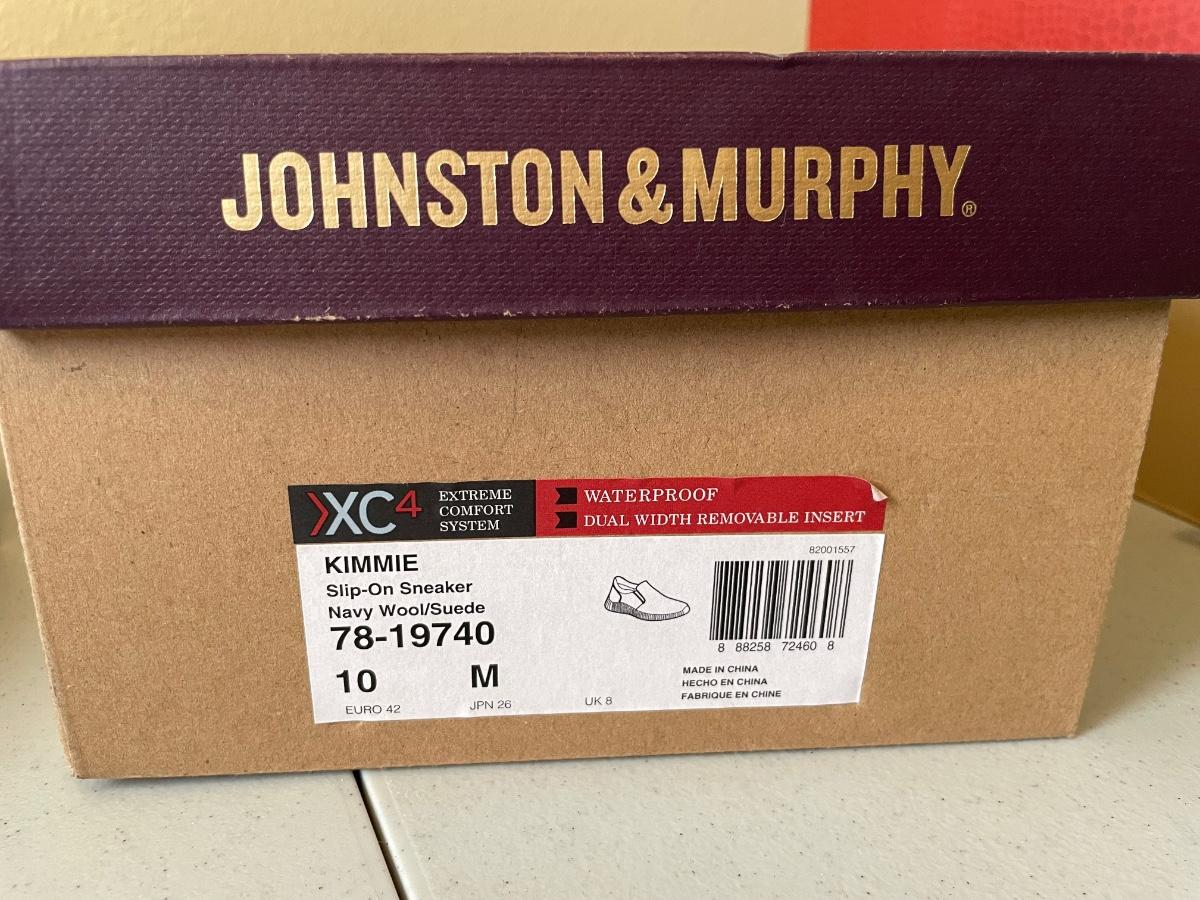 JOHNSTON & MURPHY®
XC4
EXTREME
COMFORT
SYSTEM
WATERPROOF
DUAL WIDTH REMOVABLE INSERT
KIMMIE
Slip-On Sneaker
Navy Wool/Suede
78-19740
10 M
EURO 42 JPN 26 UK 8
82001557
8 88258 72460 8
MADE IN CHINA
HECHO EN CHINA
FABRIQUE EN CHINE